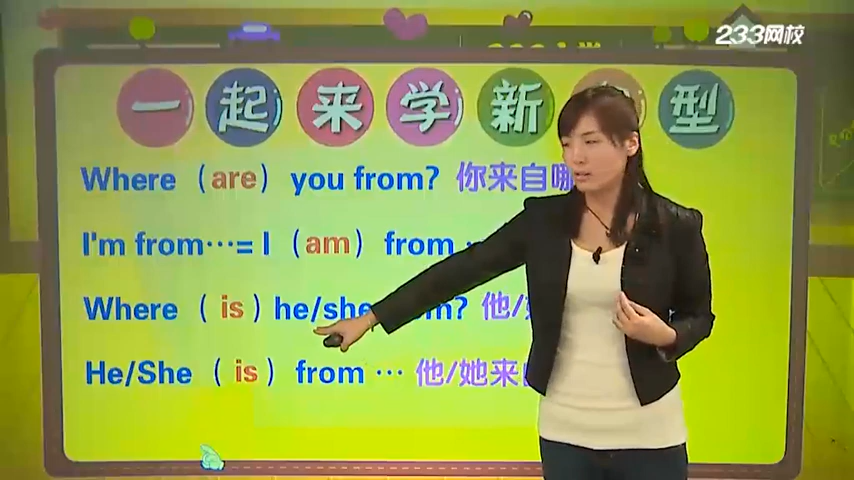 233网校
一起来学新 型
Where （are） you from? 你来自哪
I'm from…= I （am） from …
Where （ is ) he/she m? 他/
He/She （ is ） from … 他/她来